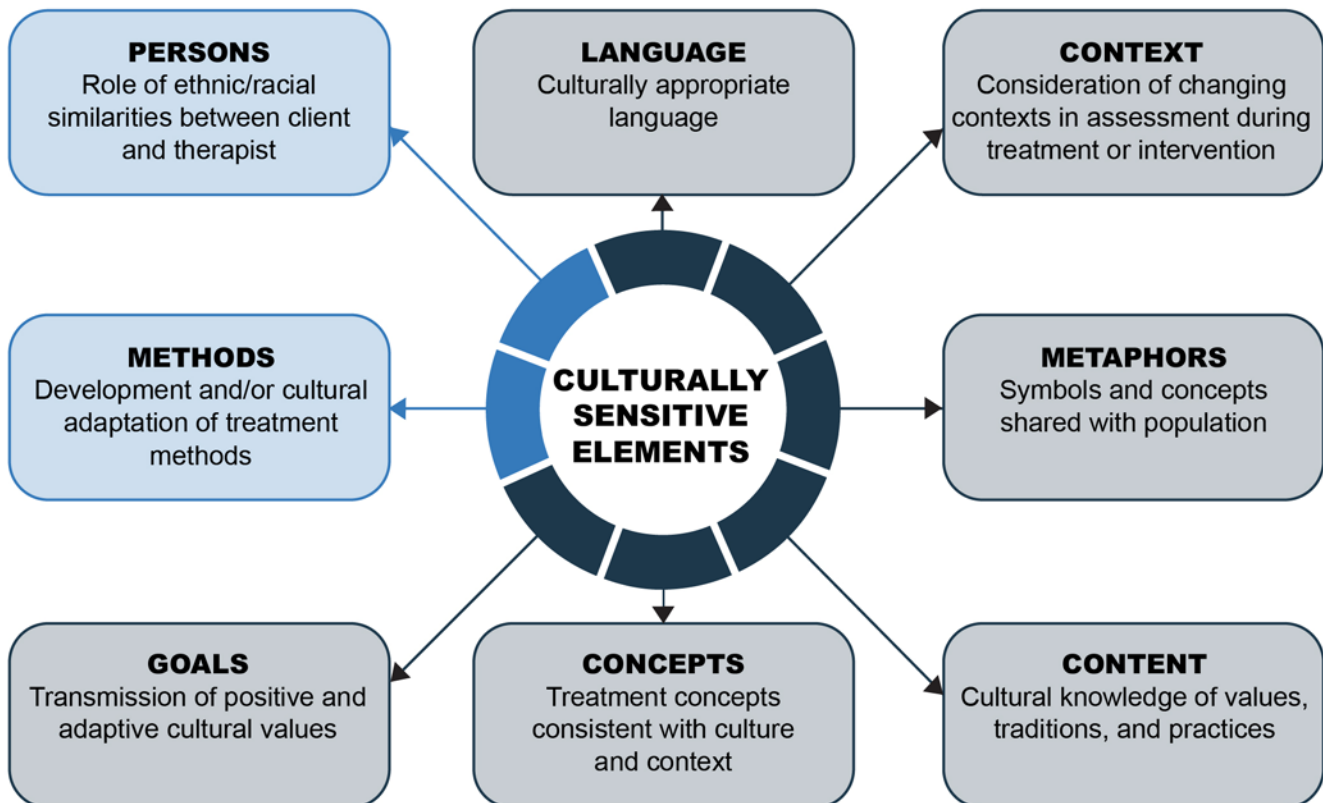 PERSONS
Role of ethnic/racial
similarities between client
and therapist
LANGUAGE
Culturally appropriate
language
CONTEXT
Consideration of changing
contexts in assessment during
treatment or intervention
METHODS
Development and/or cultural
adaptation of treatment
methods
CULTURALLY
SENSITIVE
ELEMENTS
METAPHORS
Symbols and concepts
shared with population
GOALS
Transmission of positive and
adaptive cultural values
CONCEPTS
Treatment concepts
consistent with culture
and context
CONTENT
Cultural knowledge of values,
traditions, and practices